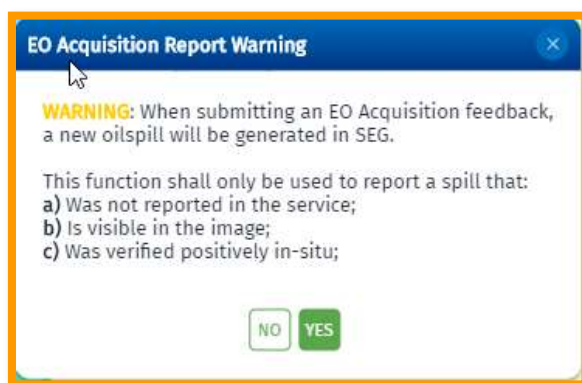 EO Acquisition Report Warning
WARNING: When submitting an EO Acquisition feedback,
a new oilspill will be generated in SEG.
This function shall only be used to report a spill that:
a) Was not reported in the service;
b) Is visible in the image;
c) Was verified positively in-situ;
NO YES